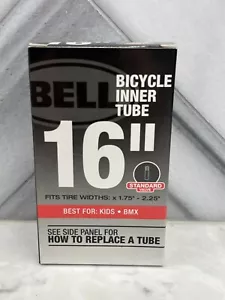 BELL
BICYCLE
INNER
TUBE
16"
STANDARD
VALVE
FITS TIRE WIDTHS: x 1.75" - 2.25"
BEST FOR: KIDS • BMX
SEE SIDE PANEL FOR
HOW TO REPLACE A TUBE